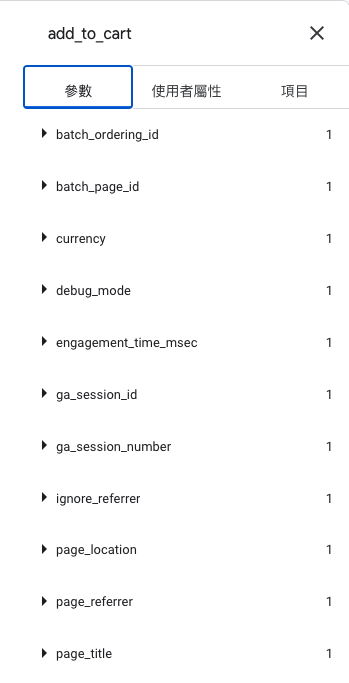 add_to_cart
參數 使用者屬性 項目
batch_ordering_id 1
batch_page_id 1
currency 1
debug_mode 1
engagement_time_msec 1
ga_session_id 1
ga_session_number 1
ignore_referrer 1
page_location 1
page_referrer 1
page_title 1